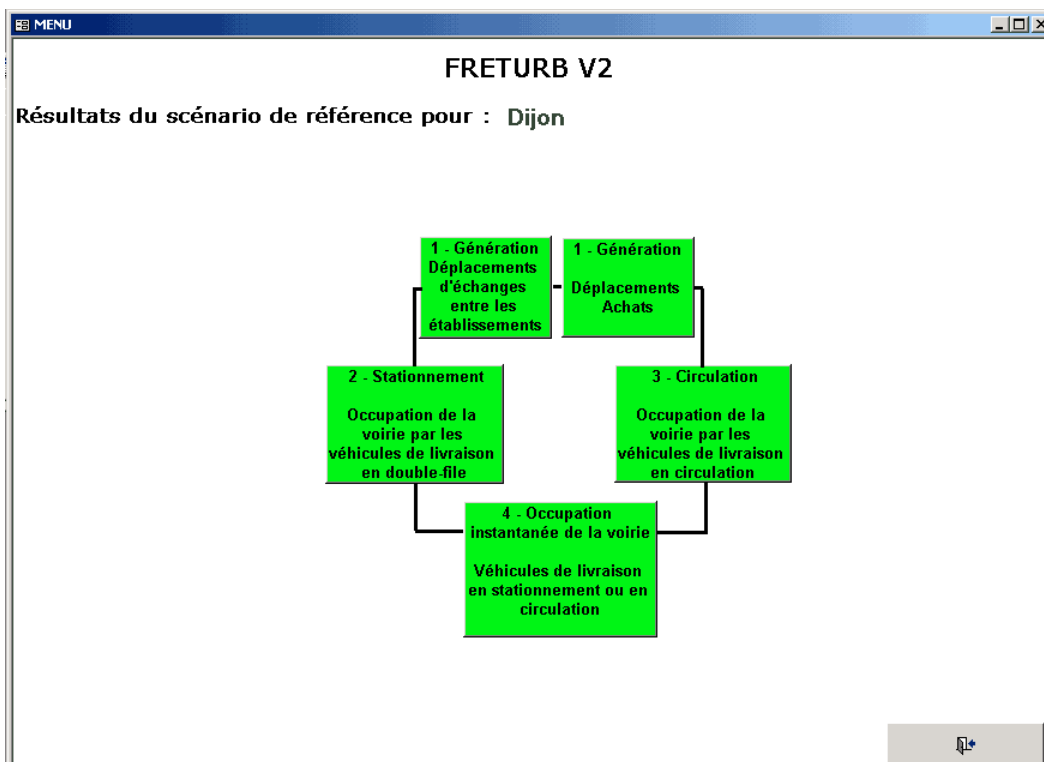 MENU
FRETURB V2
Résultats du scénario de référence pour : Dijon
1 - Génération
Déplacements
d'échanges
entre les
établissements
1 - Génération
Déplacements
Achats
2 - Stationnement
Occupation de la
voirie par les
véhicules de livraison
en double-file
3 - Circulation
Occupation de la
voirie par les
véhicules de livraison
en circulation
4 - Occupation
instantanée de la voirie
Véhicules de livraison
en stationnement ou en
circulation